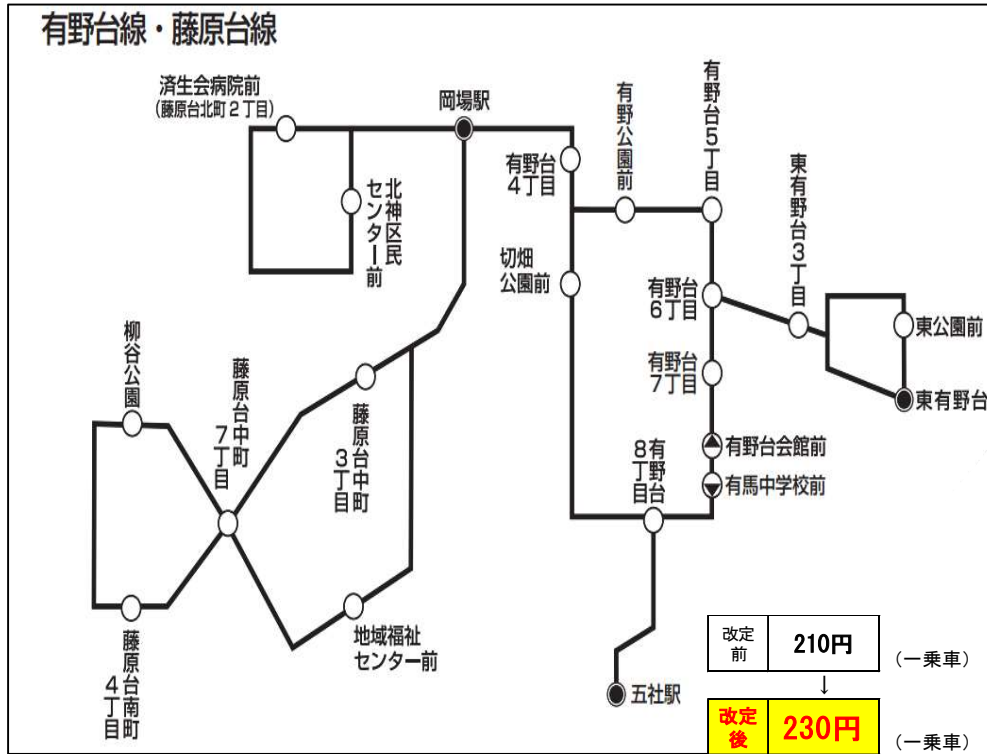 有野台線・藤原台線
済生会病院前
(藤原台北町2丁目)
岡場駅
北神区民
センター前
有野台
4丁目
有野公園前
有野台5丁目
東有野台3丁目
切畑
公園前
有野台
6丁目
東公園前
有野台
7丁目
東有野台
柳谷公園
藤原台中町
7丁目
藤原台中町
3丁目
有野台
8丁目
有野台会館前
有馬中学校前
藤原台南町
4丁目
地域福祉
センター前
五社駅
改定
前
210円
(一乗車)
↓
改定
後
230円
(一乗車)